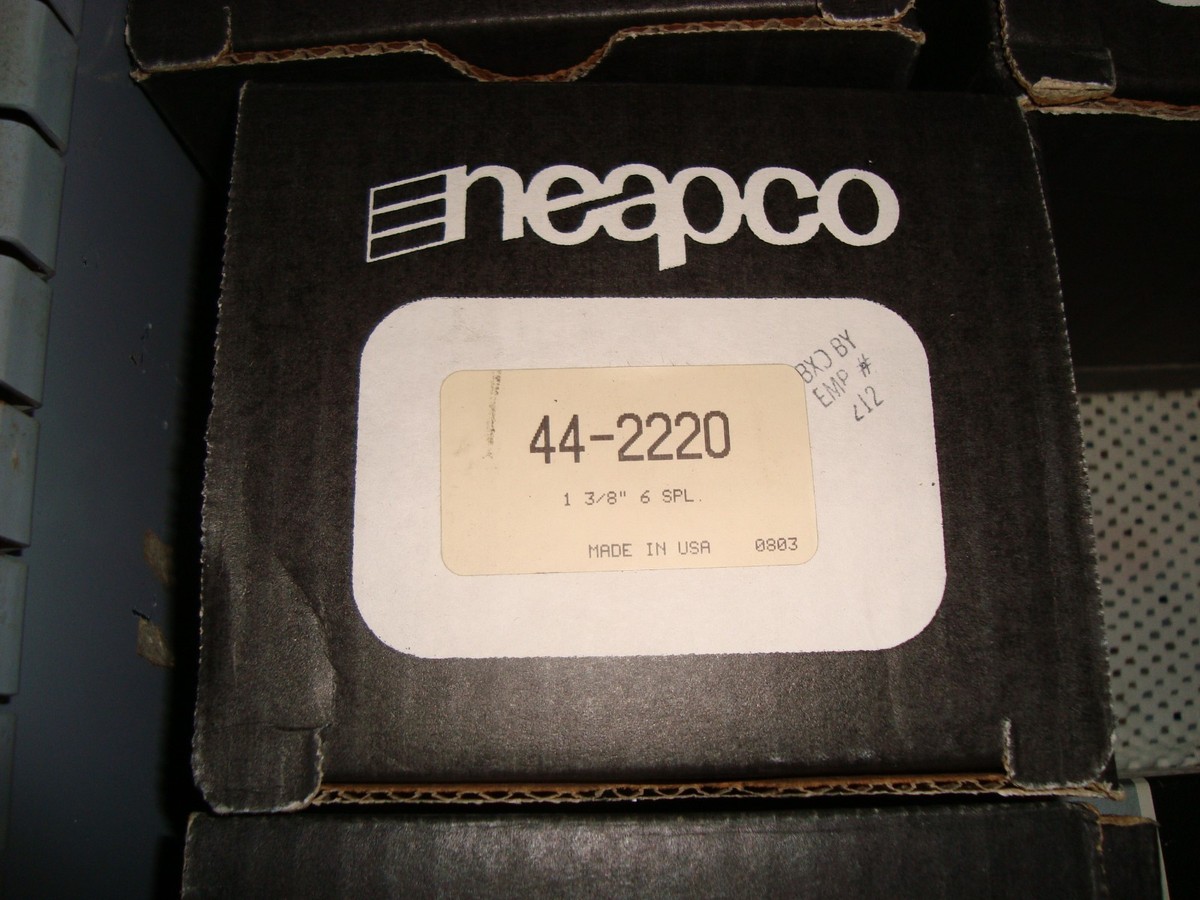 neapco
BXD BY
EMP #
212
44-2220
1 3/8" 6 SPL.
MADE IN USA 0803